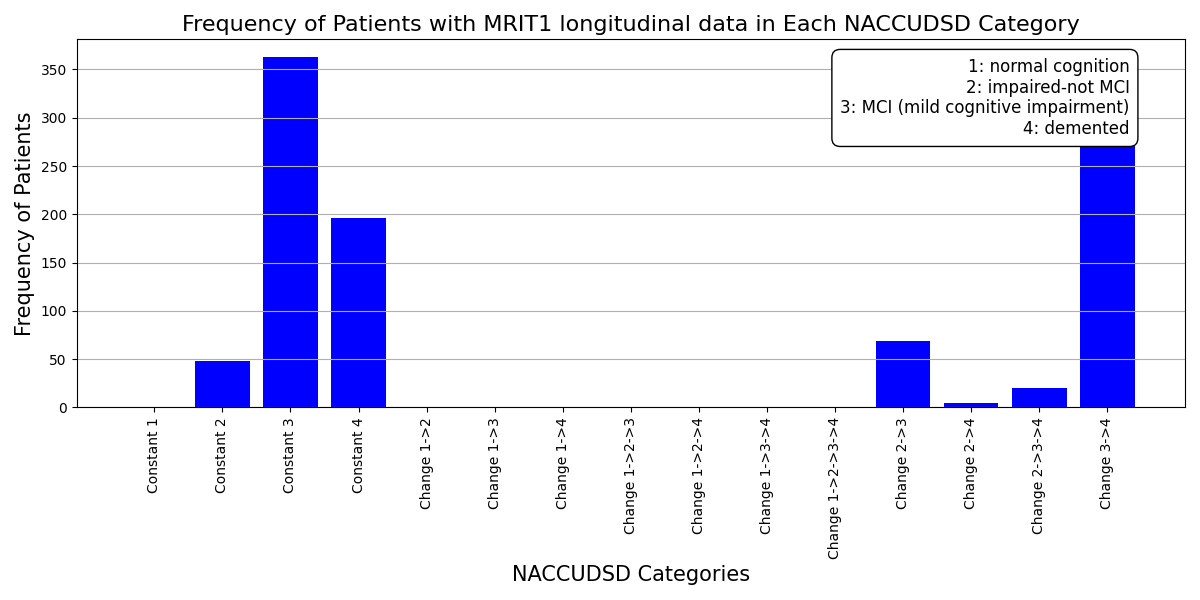 Frequency of Patients with MRIT1 longitudinal data in Each NACCUDSD Category
1: normal cognition
2: impaired-not MCI
3: MCI (mild cognitive impairment)
4: demented
Frequency of Patients
350
300
250
200
150
100
50
0
Constant 1
Constant 2
Constant 3
Constant 4
Change 1->2
Change 1->3
Change 1->4
Change 1->2->3
Change 1->2->4
Change 1->3->4
Change 1->2->3->4
Change 2->3
Change 2->4
Change 2->3->4
Change 3->4
NACCUDSD Categories